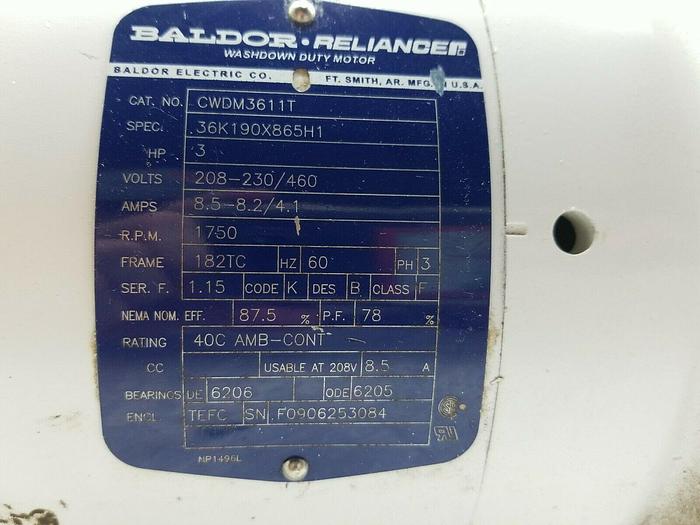 BALDOR • RELIANCER
WASHDOWN DUTY MOTOR
BALDOR ELECTRIC CO. FT. SMITH, AR. MFG. IN U.S.A.
CAT. NO. CWDM3611T
SPEC. 36K190X865H1
HP 3
VOLTS 208-230/460
AMPS 8.5-8.2/4.1
R.P.M. 1750
FRAME 182TC HZ 60 PH 3
SER. F. 1.15 CODE K DES B CLASS F
NEMA NOM. EFF. 87.5 % P.F. 78 %
RATING 40C AMB-CONT
CC USABLE AT 208V 8.5 A
BEARINGS DE 6206 ODE 6205
ENCL TEFC SN F0906253084
NP1496L